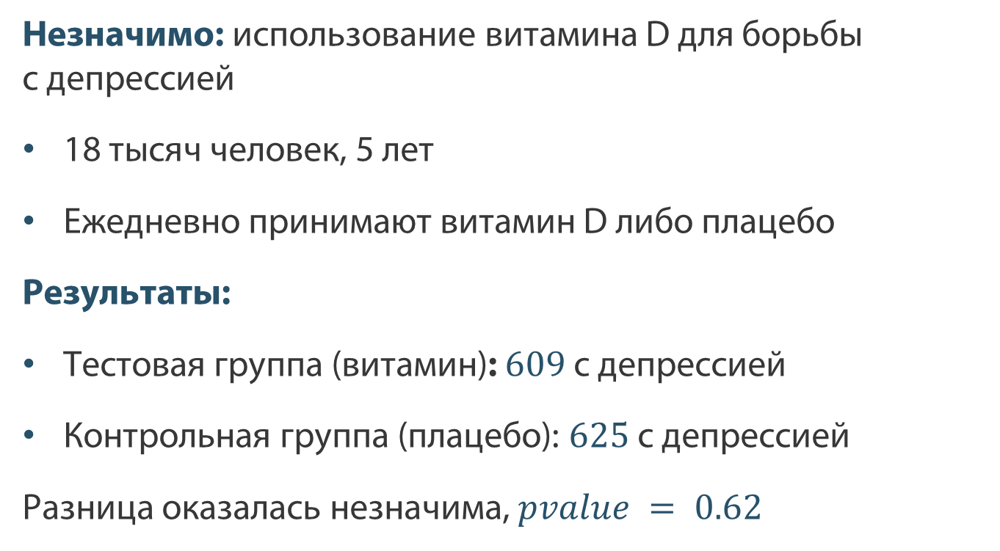 Незначимо: использование витамина D для борьбы
с депрессией
• 18 тысяч человек, 5 лет
• Ежедневно принимают витамин D либо плацебо
Результаты:
• Тестовая группа (витамин): 609 с депрессией
• Контрольная группа (плацебо): 625 с депрессией
Разница оказалась незначима, pvalue = 0.62